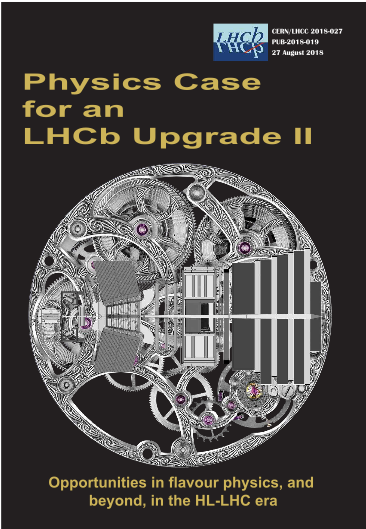 LHCb
LHCp
CERN/LHCC 2018-027
PUB-2018-019
27 August 2018
Physics Case
for an
LHCb Upgrade II
Opportunities in flavour physics, and
beyond, in the HL-LHC era